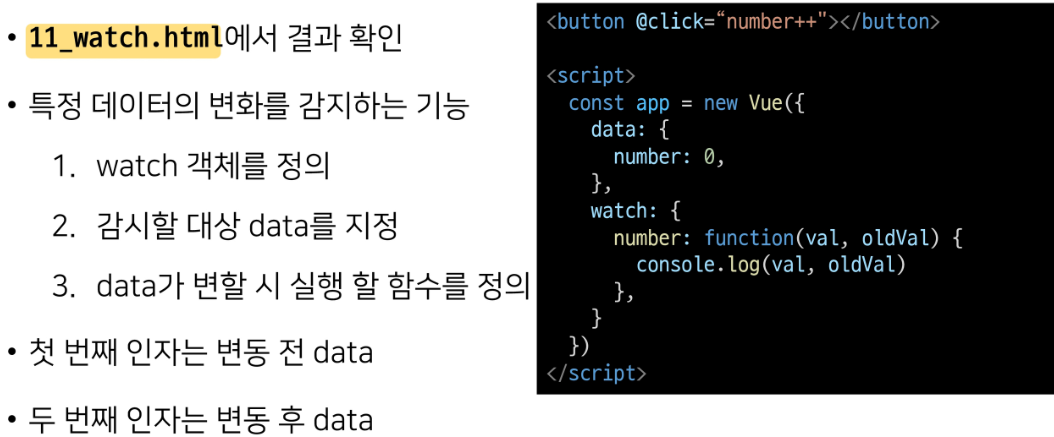 • 11_watch.html에서 결과 확인
• 특정 데이터의 변화를 감지하는 기능
1. watch 객체를 정의
2. 감시할 대상 data를 지정
3. data가 변할 시 실행 할 함수를 정의
• 첫 번째 인자는 변동 전 data
• 두 번째 인자는 변동 후 data
<button @click=“number++"></button>
<script>
const app = new Vue({
data: {
number: 0,
},
watch: {
number: function(val, oldVal) {
console.log(val, oldVal)
},
}
})
</script>